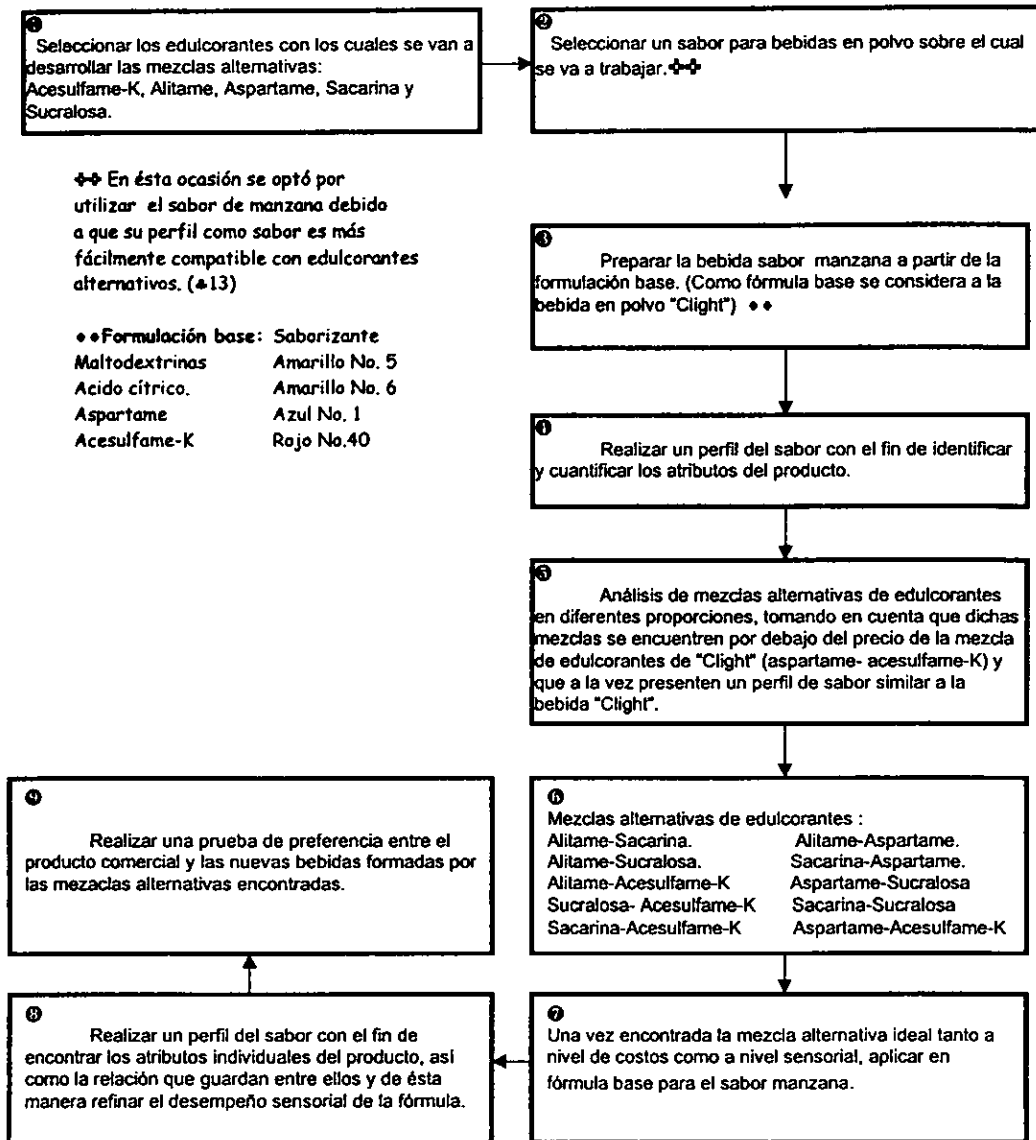 ❶
Seleccionar los edulcorantes con los cuales se van a
desarrollar las mezclas alternativas:
Acesulfame-K, Alitame, Aspartame, Sacarina y
Sucralosa.
❷
Seleccionar un sabor para bebidas en polvo sobre el cual
se va a trabajar.✤✤
✤✤ En ésta ocasión se optó por
utilizar el sabor de manzana debido
a que su perfil como sabor es más
fácilmente compatible con edulcorantes
alternativos. (♣13)
♦♦Formulación base: Saborizante
Maltodextrinas Amarillo No. 5
Acido cítrico. Amarillo No. 6
Aspartame Azul No. 1
Acesulfame-K Rojo No.40
❸
Preparar la bebida sabor manzana a partir de la
formulación base. (Como fórmula base se considera a la
bebida en polvo "Clight") ♦♦
❹
Realizar un perfil del sabor con el fin de identificar
y cuantificar los atributos del producto.
❺
Análisis de mezclas alternativas de edulcorantes
en diferentes proporciones, tomando en cuenta que dichas
mezclas se encuentren por debajo del precio de la mezcla
de edulcorantes de "Clight" (aspartame- acesulfame-K) y
que a la vez presenten un perfil de sabor similar a la
bebida "Clight".
❻
Mezclas alternativas de edulcorantes :
Alitame-Sacarina. Alitame-Aspartame.
Alitame-Sucralosa. Sacarina-Aspartame.
Alitame-Acesulfame-K Aspartame-Sucralosa
Sucralosa- Acesulfame-K Sacarina-Sucralosa
Sacarina-Acesulfame-K Aspartame-Acesulfame-K
❼
Una vez encontrada la mezcla alternativa ideal tanto a
nivel de costos como a nivel sensorial, aplicar en
fórmula base para el sabor manzana.
❽
Realizar un perfil del sabor con el fin de
encontrar los atributos individuales del producto, así
como la relación que guardan entre ellos y de ésta
manera refinar el desempeño sensorial de la fórmula.
❾
Realizar una prueba de preferencia entre el
producto comercial y las nuevas bebidas formadas por
las mezaclas alternativas encontradas.